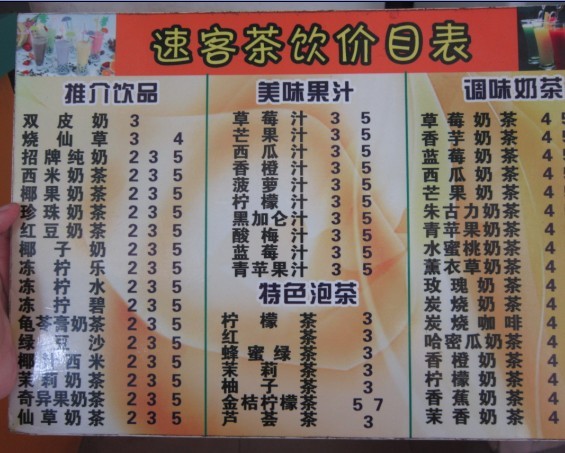 速客茶饮价目表
推介饮品
双皮奶 3
烧仙草 3 4
招牌纯奶 2 3 5
西米奶茶 2 3 5
椰果奶茶 2 3 5
珍珠奶茶 2 3 5
红豆奶茶 2 3 5
椰子奶 2 3 5
冻柠乐 2 3 5
冻柠水 2 3 5
冻拧碧 2 3 5
龟苓膏奶茶 2 3 5
绿豆沙 2 3 5
椰汁西米 2 3 5
茉莉奶茶 2 3 5
奇异果奶茶 2 3 5
仙草奶茶 2 3 5
美味果汁
草莓汁 3 5
芒果汁 3 5
西瓜汁 3 5
香橙汁 3 5
菠萝汁 3 5
柠檬汁 3 5
黑加仑汁 3 5
酸梅汁 3 5
蓝莓汁 3 5
青苹果汁 3 5
特色泡茶
柠檬茶 3
红茶 3
蜂蜜绿茶 3
茉莉茶 3
柚子茶 3
金桔柠檬茶 5 7
芦荟茶 3
调味奶茶
草莓奶茶 4 5
香芋奶茶 4 5
蓝莓奶茶 4 5
西瓜奶茶 4 5
芒果奶茶 4 5
朱古力奶茶 4 5
青苹果奶茶 4 5
水蜜桃奶茶 4
薰衣草奶茶 4
玫瑰奶茶 4
炭烧奶茶 4
炭烧咖啡 4
哈密瓜奶茶 4
香橙奶茶 4
柠檬奶茶 4
香蕉奶茶 4
茉香奶茶 4